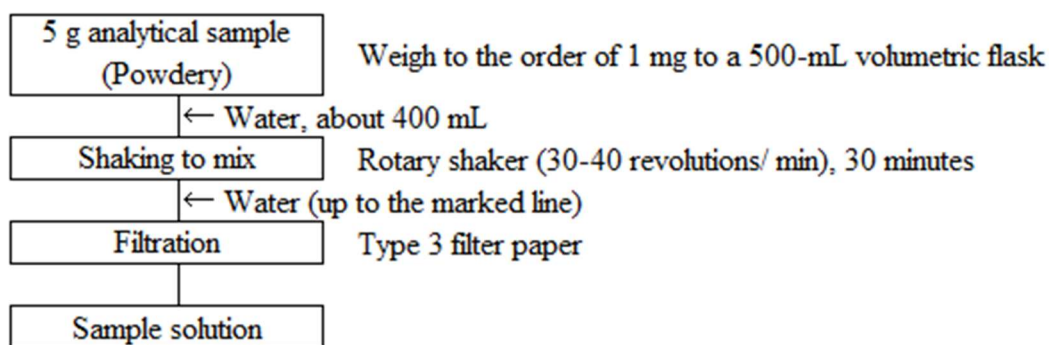 5 g analytical sample
(Powdery)
Weigh to the order of 1 mg to a 500-mL volumetric flask
← Water, about 400 mL
Shaking to mix
Rotary shaker (30-40 revolutions/ min), 30 minutes
← Water (up to the marked line)
Filtration
Type 3 filter paper
Sample solution